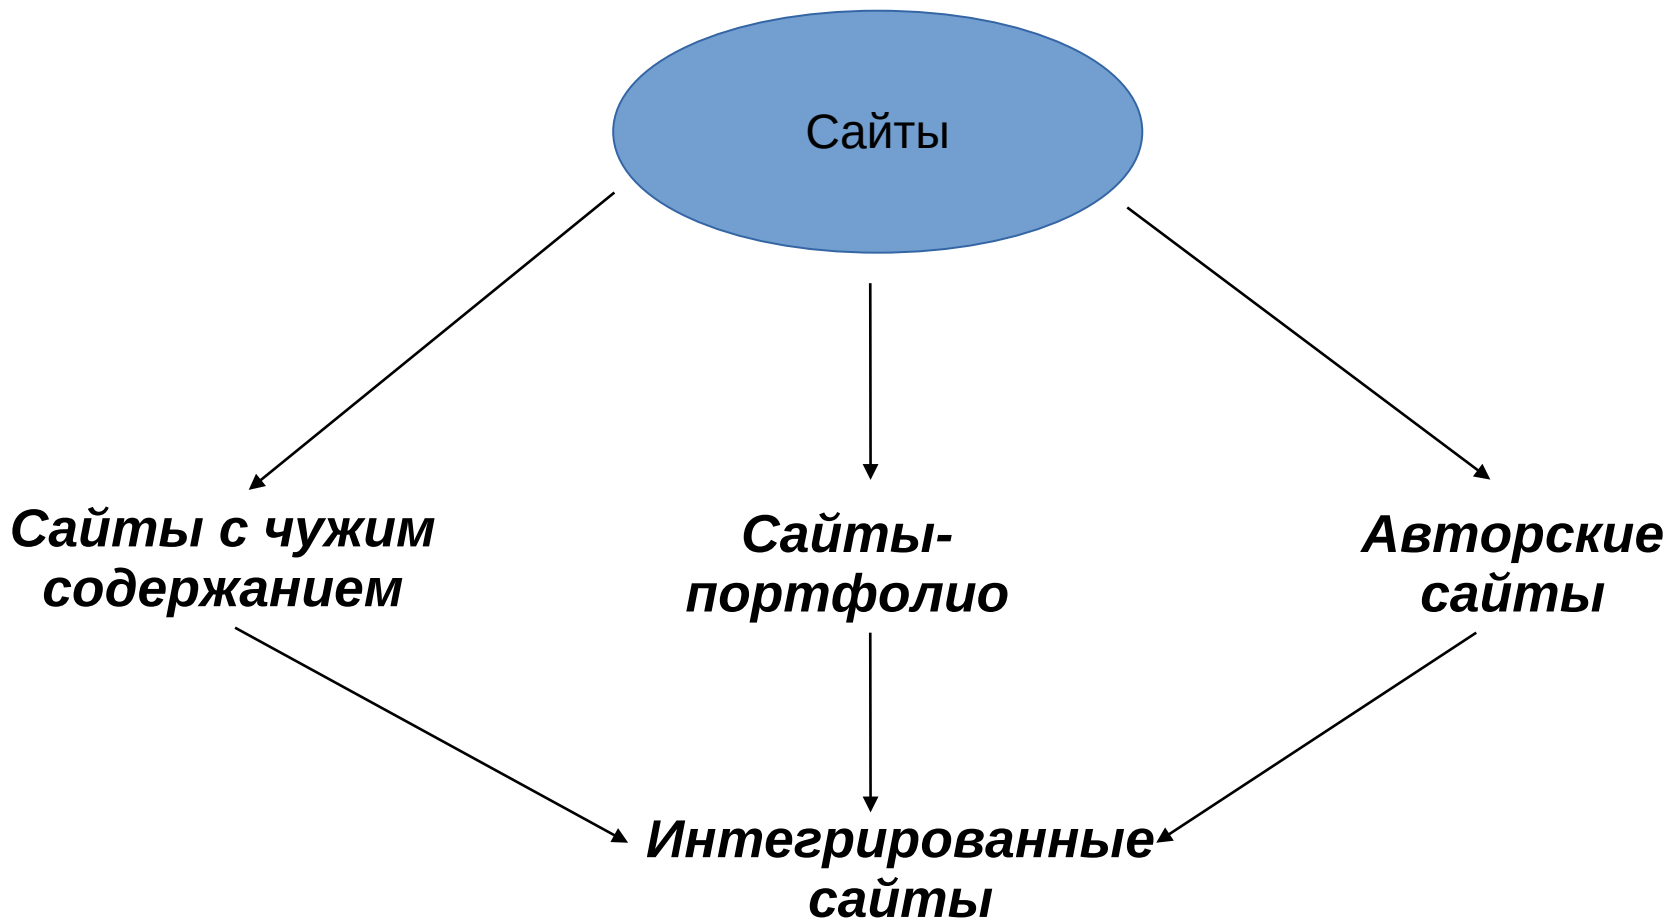 Сайты
Сайты с чужим
содержанием
Сайты-
портфолио
Авторские
сайты
Интегрированные
сайты